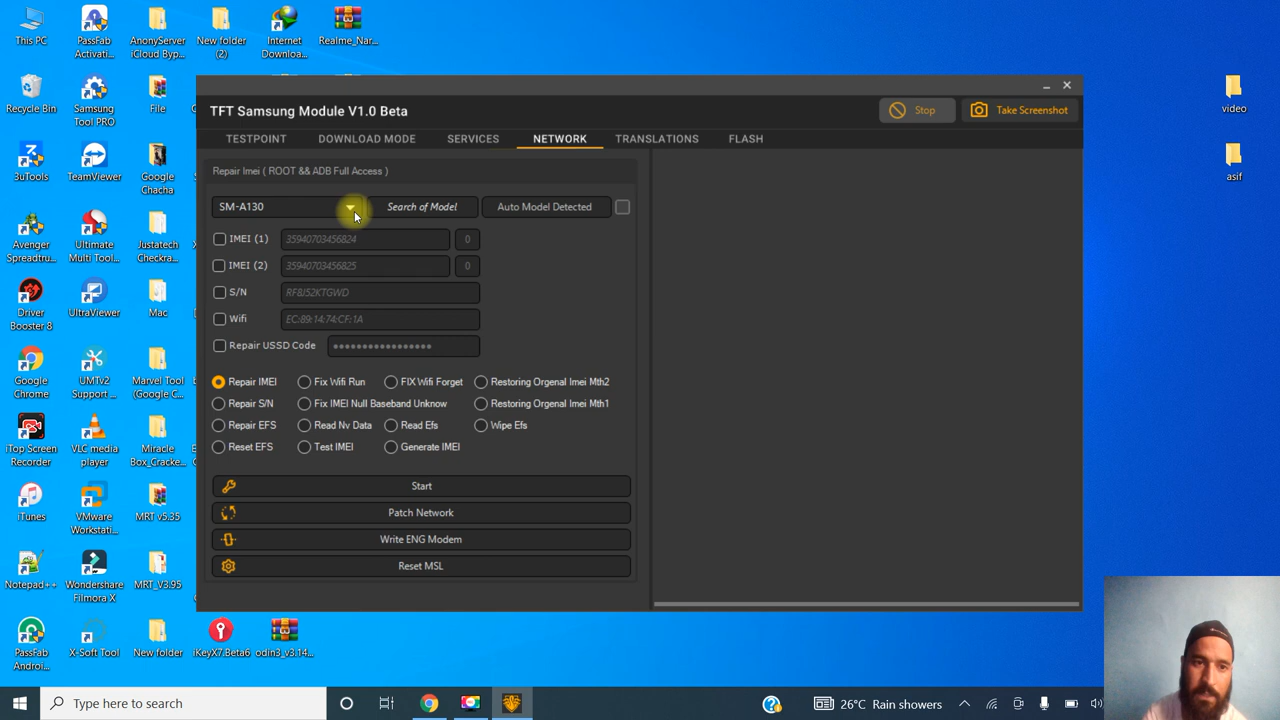 This PC
PassFab
Activati...
AnonyServer
iCloud Byp...
New folder
(2)
Internet
Downloa...
Realme_Nar...
Recycle Bin
Samsung
Tool PRO
File
3uTools
TeamViewer
Google
Chacha
Avenger
Spreadtru...
Ultimate
Multi Tool...
Justatech
Checkra...
Driver
Booster 8
UltraViewer
Mac
Google
Chrome
UMTv2
Support ...
Marvel Tool
(Google C...
iTop Screen
Recorder
VLC media
player
Miracle
Box_Cracke...
iTunes
VMware
Workstati...
MRT v5.35
Notepad++
Wondershare
Filmora X
MRT_V3.95
PassFab
Androi...
X-Soft Tool
New folder
iKeyX7.Beta6
odin3_v3.14...
video
asif
TFT Samsung Module V1.0 Beta
Stop
Take Screenshot
TESTPOINT
DOWNLOAD MODE
SERVICES
NETWORK
TRANSLATIONS
FLASH
Repair Imei ( ROOT && ADB Full Access )
SM-A130
Search of Model
Auto Model Detected
IMEI (1)
35940703456824
0
IMEI (2)
35940703456825
0
S/N
RF8J52KTGWD
Wifi
EC:89:14:74:CF:1A
Repair USSD Code
•••••••••••••••••
Repair IMEI
Fix Wifi Run
FIX Wifi Forget
Restoring Orgenal Imei Mth2
Repair S/N
Fix IMEI Null Baseband Unknow
Restoring Orgenal Imei Mth1
Repair EFS
Read Nv Data
Read Efs
Wipe Efs
Reset EFS
Test IMEI
Generate IMEI
Start
Patch Network
Write ENG Modem
Reset MSL
Type here to search
26°C Rain showers